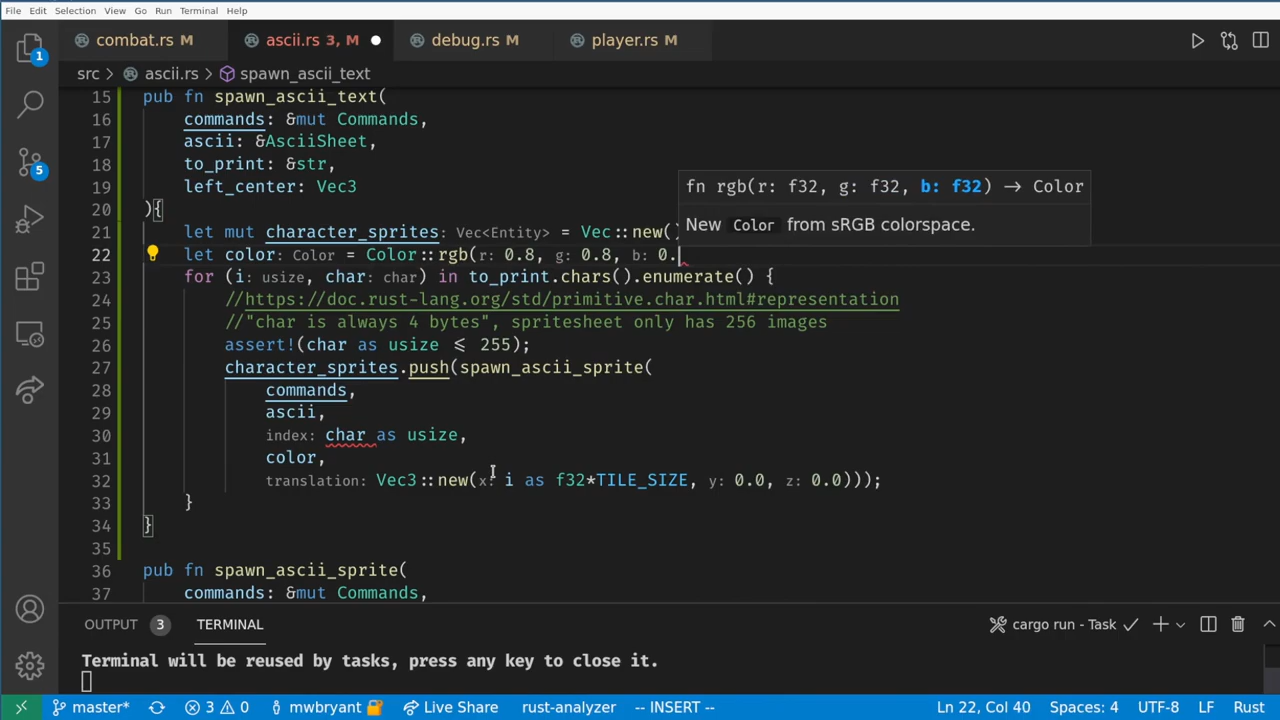 File Edit Selection View Go Run Terminal Help
combat.rs M ascii.rs 3, M debug.rs M player.rs M
src > ascii.rs > spawn_ascii_text
15 pub fn spawn_ascii_text(
16 commands: &mut Commands,
17 ascii: &AsciiSheet,
18 to_print: &str,
19 left_center: Vec3
20 ){
fn rgb(r: f32, g: f32, b: f32) → Color
New Color from sRGB colorspace.
21 let mut character_sprites: Vec<Entity> = Vec::new()
22 let color: Color = Color::rgb(r: 0.8, g: 0.8, b: 0.
23 for (i: usize, char: char) in to_print.chars().enumerate() {
24 //https://doc.rust-lang.org/std/primitive.char.html#representation
25 //"char is always 4 bytes", spritesheet only has 256 images
26 assert!(char as usize ≤ 255);
27 character_sprites.push(spawn_ascii_sprite(
28 commands,
29 ascii,
30 index: char as usize,
31 color,
32 translation: Vec3::new(x: i as f32*TILE_SIZE, y: 0.0, z: 0.0)));
33 }
34 }
35
36 pub fn spawn_ascii_sprite(
37 commands: &mut Commands,
1
5
OUTPUT 3 TERMINAL cargo run - Task
Terminal will be reused by tasks, press any key to close it.
master* 3 0 mwbryant Live Share rust-analyzer -- INSERT -- Ln 22, Col 40 Spaces: 4 UTF-8 LF Rust